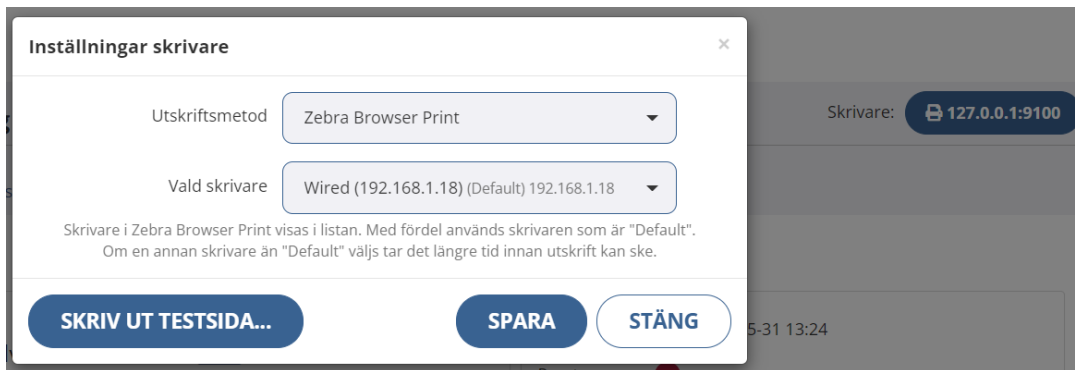 Inställningar skrivare
×
Utskriftsmetod Zebra Browser Print
Skrivare: 127.0.0.1:9100
Vald skrivare Wired (192.168.1.18) (Default) 192.168.1.18
Skrivare i Zebra Browser Print visas i listan. Med fördel används skrivaren som är "Default".
Om en annan skrivare än "Default" väljs tar det längre tid innan utskrift kan ske.
SKRIV UT TESTSIDA... SPARA STÄNG
5-31 13:24